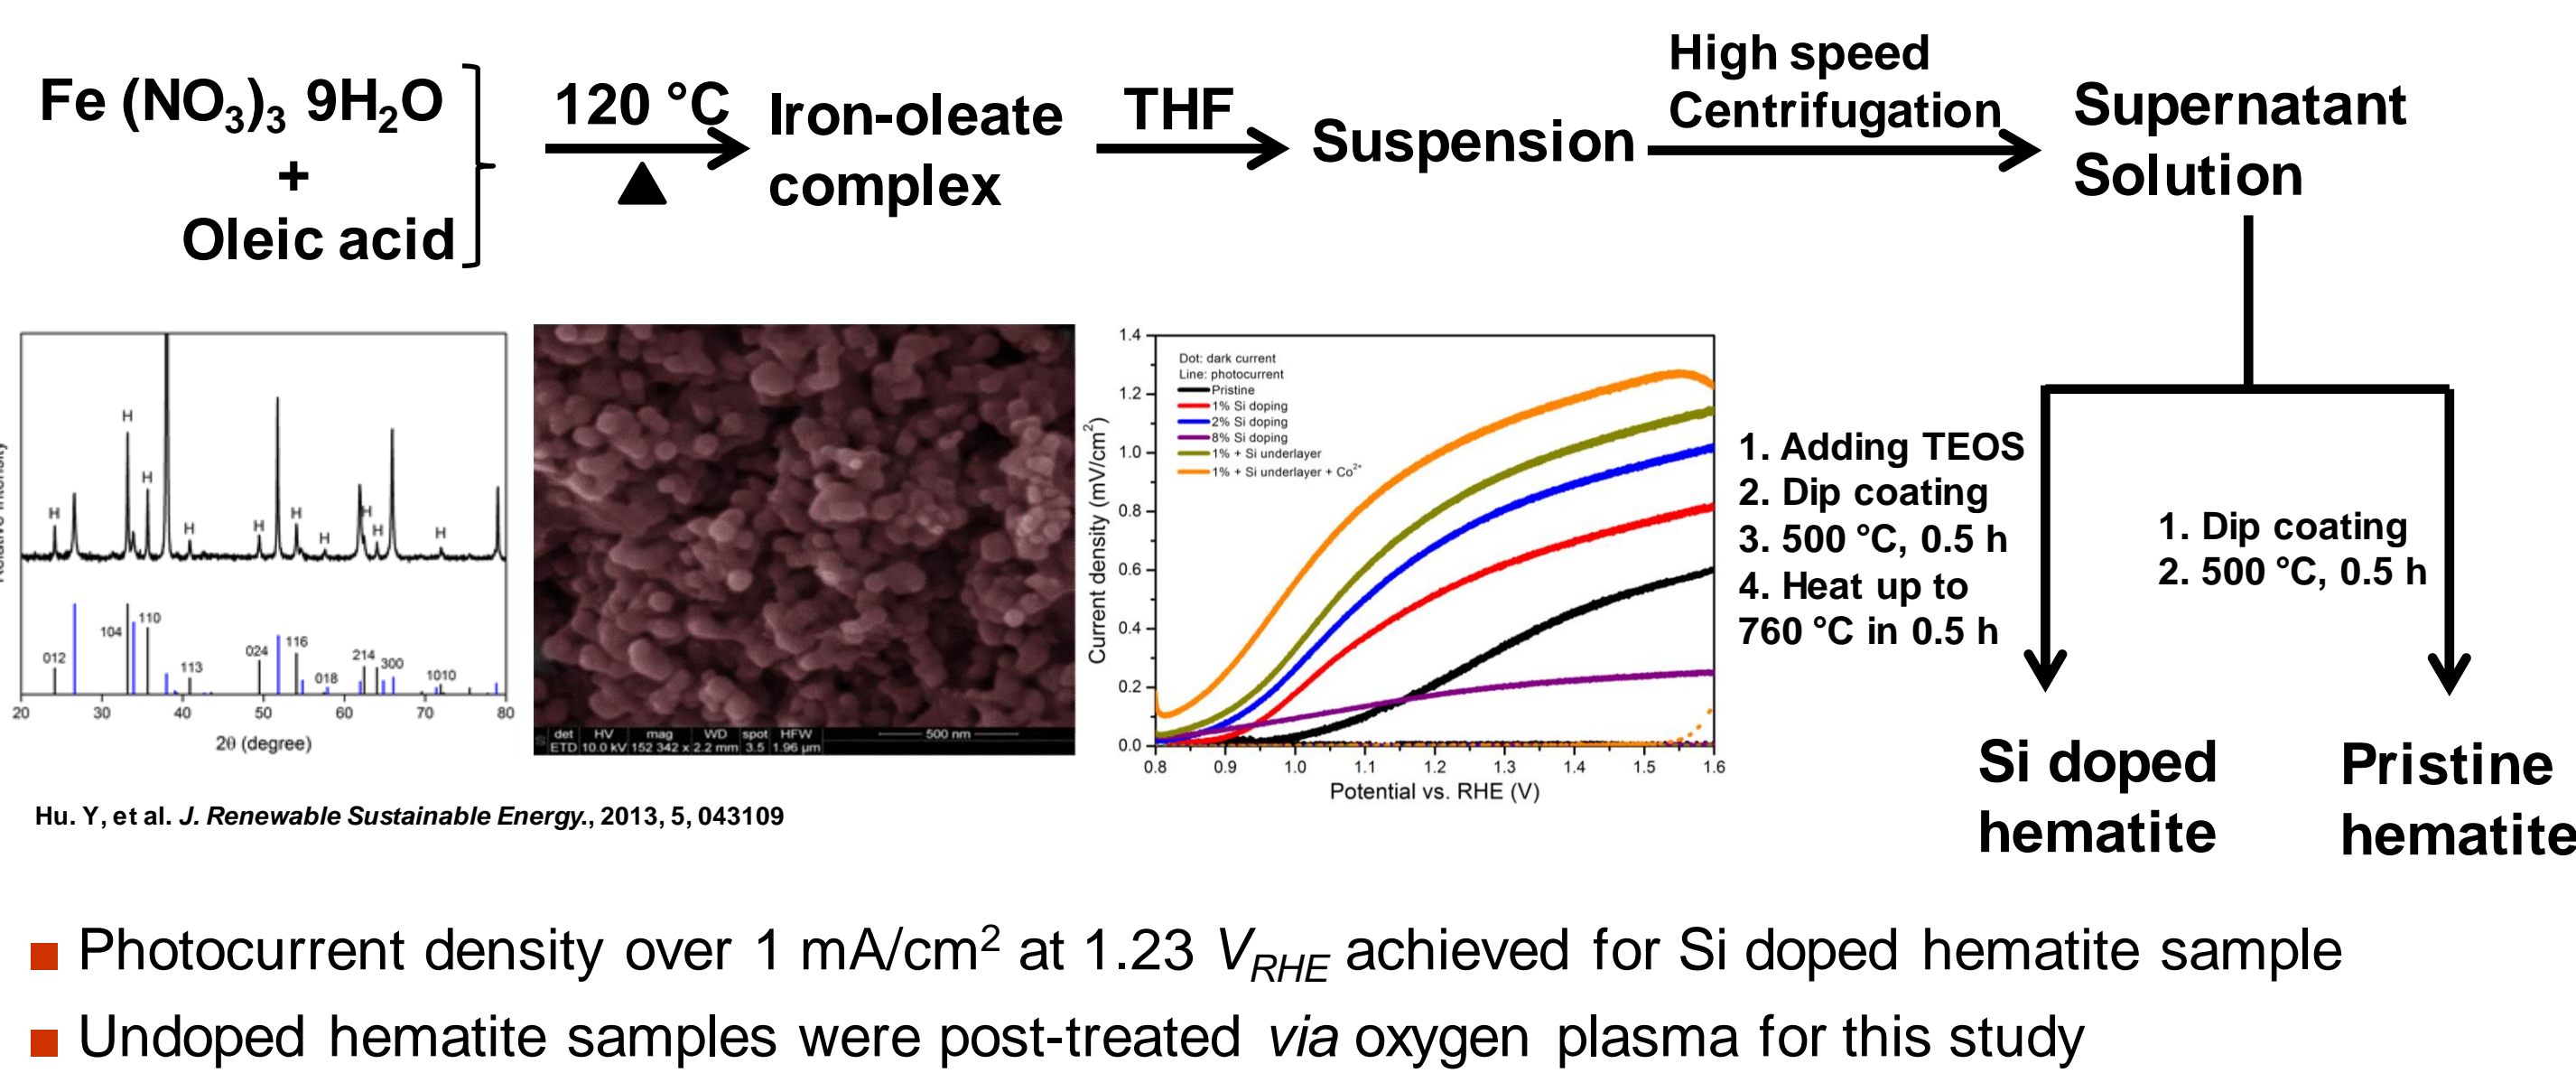 Fe (NO3)3 9H2O
+
Oleic acid
120 °C
Iron-oleate
complex
THF
Suspension
High speed
Centrifugation
Supernatant
Solution
H
H
H
H
H
H
H
H
H
H
012
104
110
113
024
116
018
214
300
1010
20 30 40 50 60 70 80
2θ (degree)
det HV mag WD spot HFW
ETD 10.0 kV 152 342 x 2.2 mm 3.5 1.96 µm
500 nm
1.4
1.2
1.0
0.8
0.6
0.4
0.2
0.0
Current density (mV/cm2)
Dot: dark current
Line: photocurrent
Pristine
1% Si doping
2% Si doping
8% Si doping
1% + Si underlayer
1% + Si underlayer + Co2+
0.8 0.9 1.0 1.1 1.2 1.3 1.4 1.5 1.6
Potential vs. RHE (V)
1. Adding TEOS
2. Dip coating
3. 500 °C, 0.5 h
4. Heat up to
760 °C in 0.5 h
1. Dip coating
2. 500 °C, 0.5 h
Si doped
hematite
Pristine
hematite
Hu. Y, et al. J. Renewable Sustainable Energy., 2013, 5, 043109
Photocurrent density over 1 mA/cm2 at 1.23 VRHE achieved for Si doped hematite sample
Undoped hematite samples were post-treated via oxygen plasma for this study